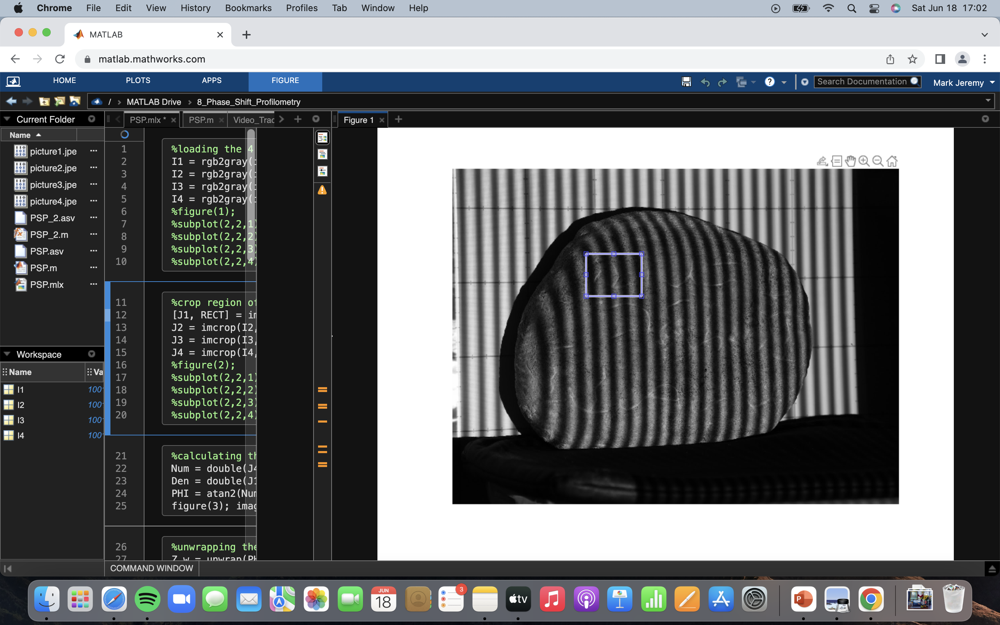 Chrome File Edit View History Bookmarks Profiles Tab Window Help Sat Jun 18 17:02
MATLAB
matlab.mathworks.com
HOME PLOTS APPS FIGURE ? Search Documentation Mark Jeremy
/ > MATLAB Drive > 8_Phase_Shift_Profilometry
Current Folder
Name
picture1.jpe ...
picture2.jpe ...
picture3.jpe ...
picture4.jpe ...
PSP_2.asv ...
PSP_2.m ...
PSP.asv ...
PSP.m ...
PSP.mlx ...
Workspace
Name Va
I1 100
I2 100
I3 100
I4 100
PSP.mlx * PSP.m Video_Trac
1 %loading the 4
2 I1 = rgb2gray(
3 I2 = rgb2gray(
4 I3 = rgb2gray(
5 I4 = rgb2gray(
6 %figure(1);
7 %subplot(2,2,1)
8 %subplot(2,2,2)
9 %subplot(2,2,3)
10 %subplot(2,2,4)
11 %crop region of
12 [J1, RECT] = im
13 J2 = imcrop(I2,
14 J3 = imcrop(I3,
15 J4 = imcrop(I4,
16 %figure(2);
17 %subplot(2,2,1)
18 %subplot(2,2,2)
19 %subplot(2,2,3)
20 %subplot(2,2,4)
21 %calculating th
22 Num = double(J4
23 Den = double(J1
24 PHI = atan2(Num
25 figure(3); imag
26 %unwrapping the
27 Z_w = unwrap(PH
Figure 1
COMMAND WINDOW
JUN
18
3
tv
P